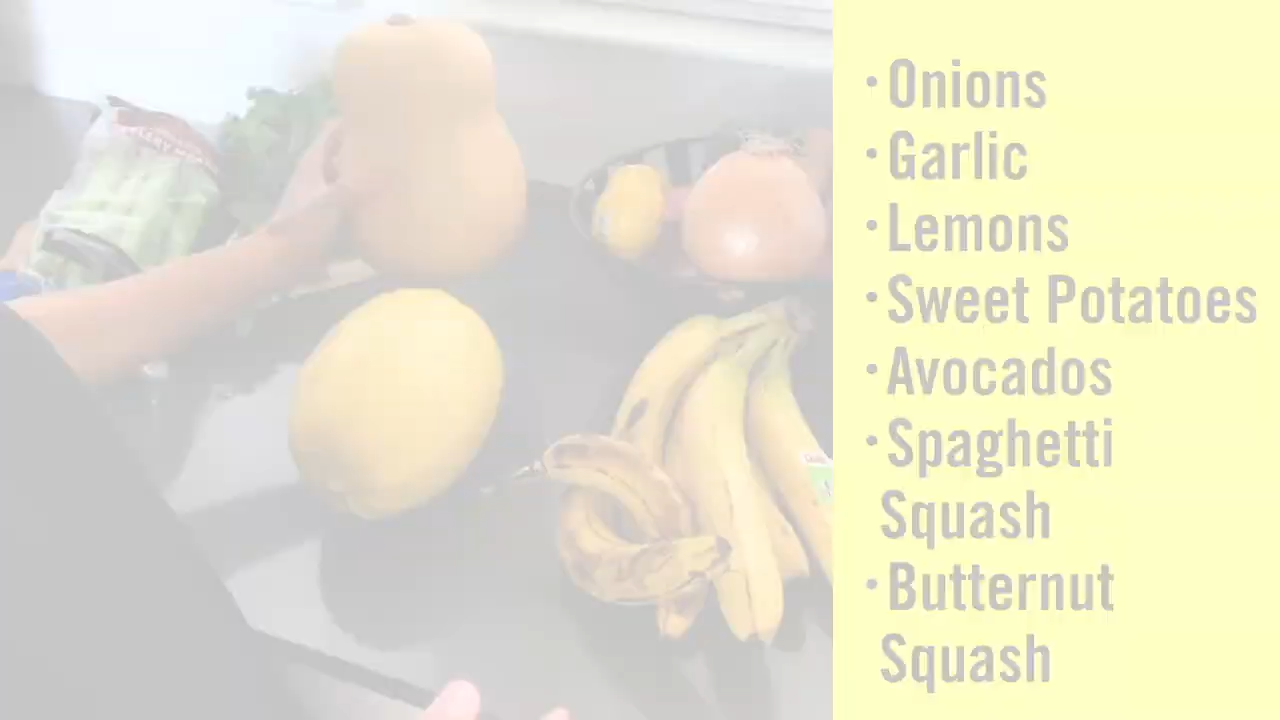 · Onions
· Garlic
· Lemons
· Sweet Potatoes
· Avocados
· Spaghetti
Squash
· Butternut
Squash